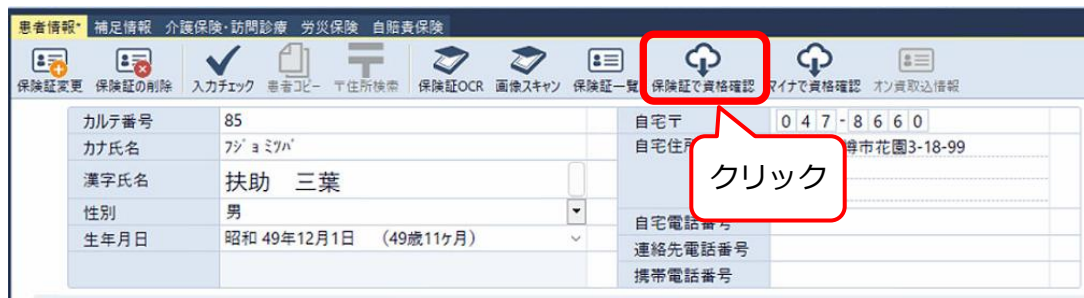 患者情報* 補足情報 介護保険・訪問診療 労災保険 自賠責保険
保険証変更 保険証の削除 入力チェック 患者コピー 〒住所検索 保険証OCR 画像スキャン 保険証一覧 保険証で資格確認 マイナで資格確認 オン資取込情報
カルテ番号 85 自宅〒 047-8660
カナ氏名 フジョ ミツバ 自宅住所 樽市花園3-18-99
クリック
漢字氏名 扶助 三葉
性別 男 自宅電話番号
生年月日 昭和 49年12月1日 (49歳11ヶ月)
連絡先電話番号
携帯電話番号